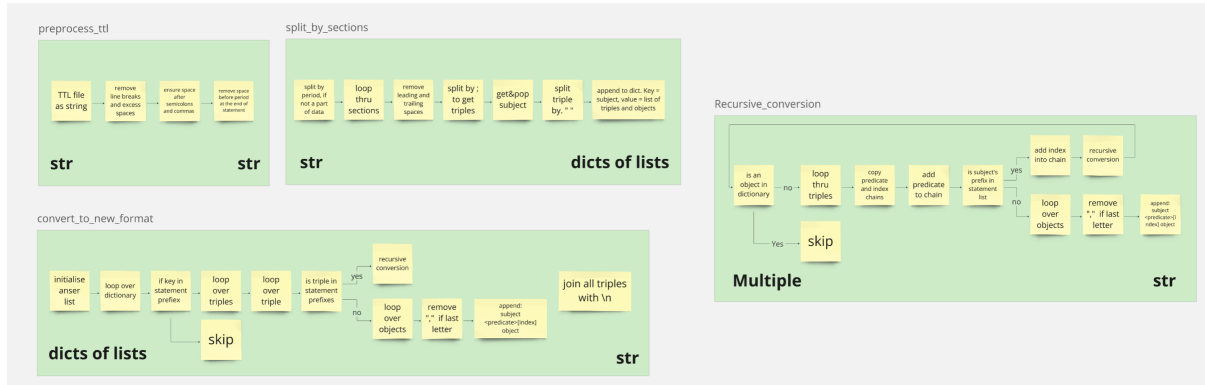 preprocess_ttl
TTL file
as string
remove
line breaks
and excess
spaces
ensure space
after
semicolons
and commas
remove space
before period
at the end of
statement
str
str
split_by_sections
split by
period, if
not a part
of data
loop
thru
sections
remove
leading and
trailing
spaces
split by ;
to get
triples
get&pop
subject
split
triple
by. " "
append to dict. Key =
subject, value = list of
triples and objects
str
dicts of lists
convert_to_new_format
initialise
anser
list
loop over
dictionary
if key in
statement
prefiex
skip
loop
over
triples
loop
over
triple
is triple in
statement
prefixes
yes
recursive
conversion
no
loop
over
objects
remove
"," if last
letter
append:
subject
<predicate>[index]
object
join all triples
with \n
dicts of lists
str
Recursive_conversion
is an
object in
dictionary
no
Yes
skip
loop
thru
triples
copy
predicate
and index
chains
add
predicate
to chain
is subject's
prefix in
statement
list
yes
add index
into chain
recursive
conversion
no
loop
over
objects
remove
"," if last
letter
append:
subject
<predicate>[i
ndex] object
Multiple
str